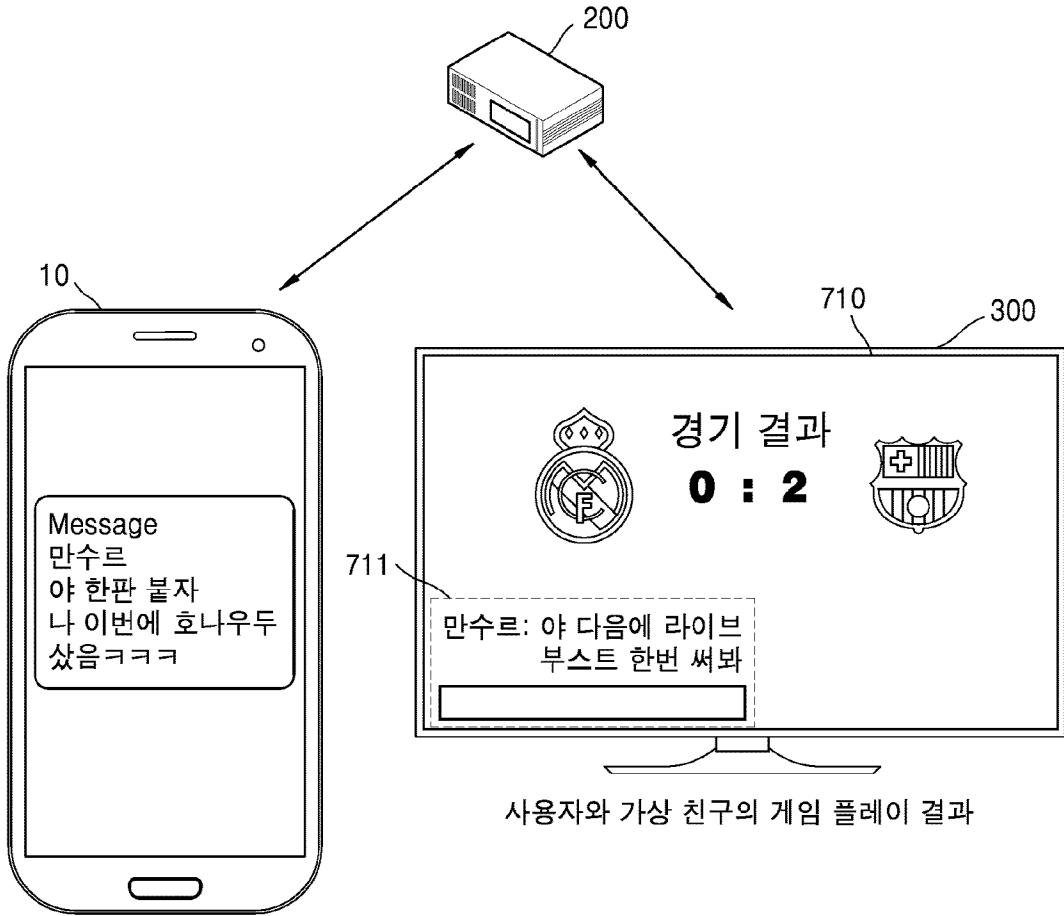 200
10
710
300
경기 결과
0 : 2
711
Message
만수르
야 한판 붙자
나 이번에 호나우두
샀음ㅋㅋㅋ
만수르: 야 다음에 라이브
부스트 한번 써봐
사용자와 가상 친구의 게임 플레이 결과